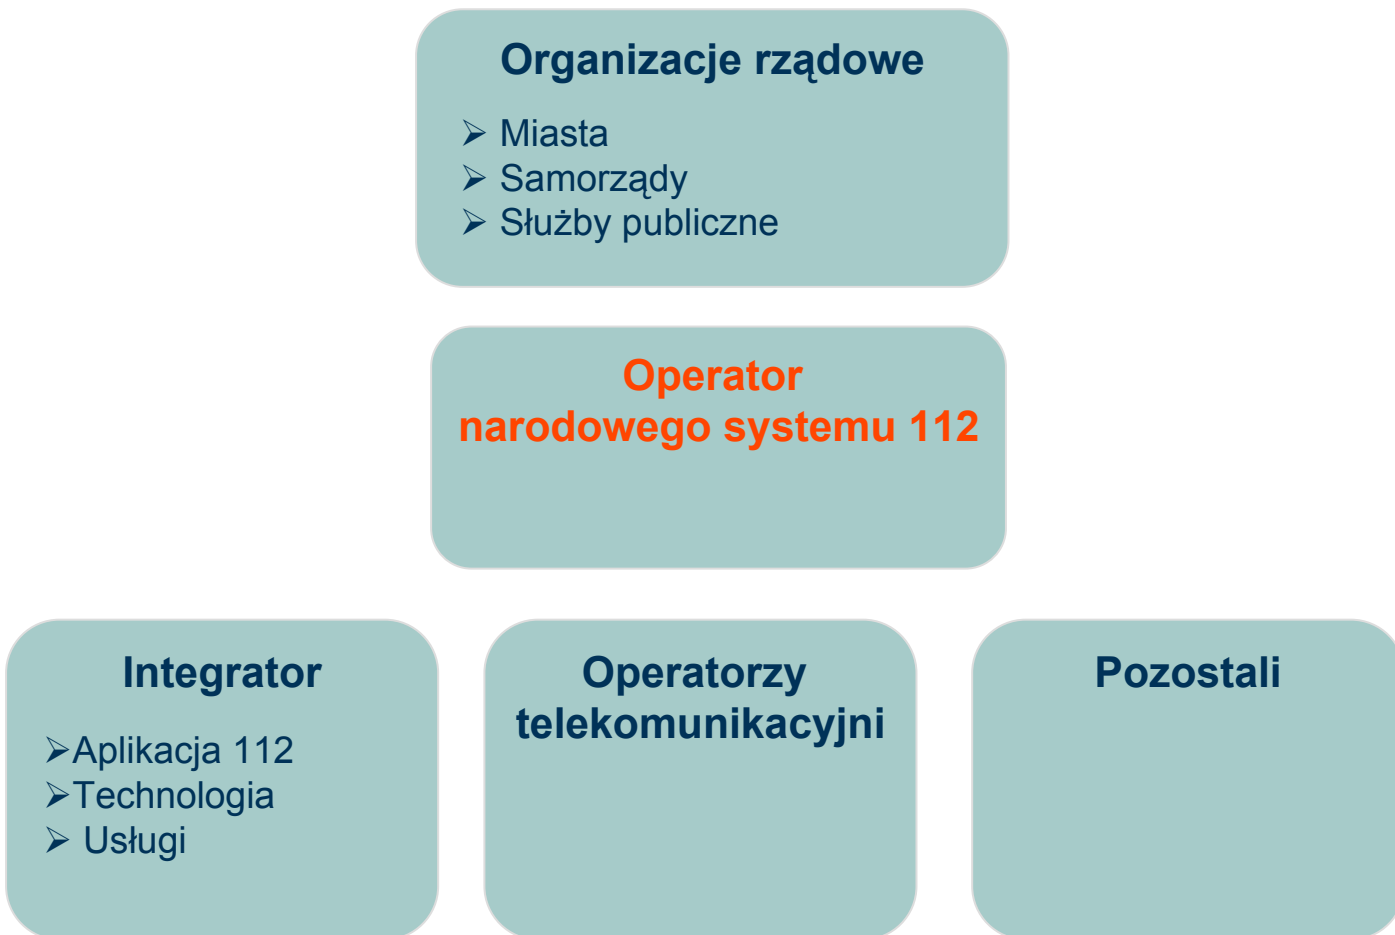 Organizacje rządowe
➢ Miasta
➢ Samorządy
➢ Służby publiczne
Operator
narodowego systemu 112
Integrator
➢Aplikacja 112
➢Technologia
➢ Usługi
Operatorzy
telekomunikacyjni
Pozostali